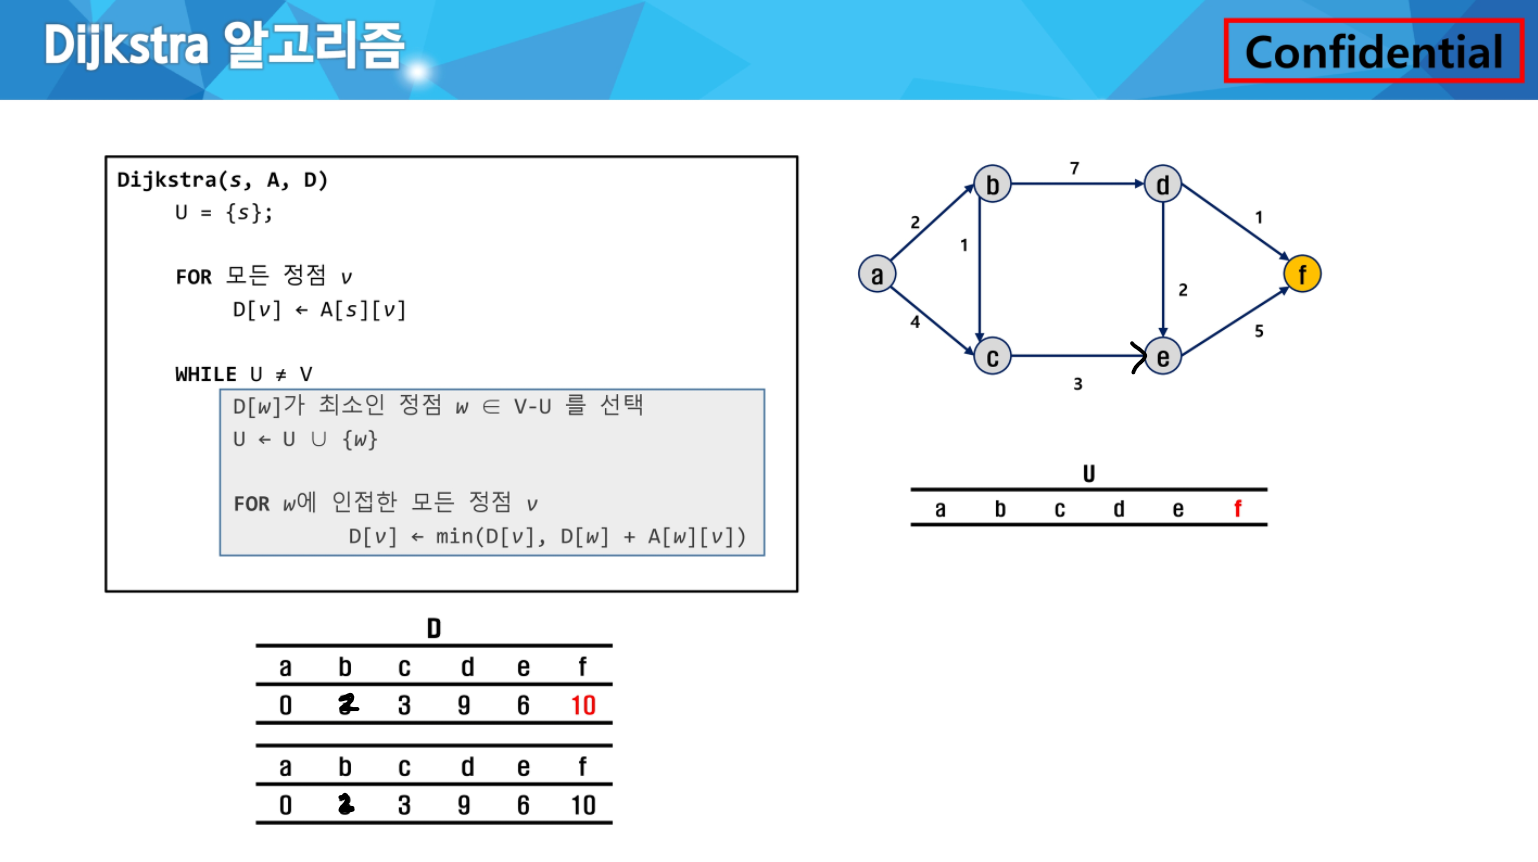 Dijkstra 알고리즘
Confidential
Dijkstra(s, A, D)
U = {s};
FOR 모든 정점 v
D[v] ← A[s][v]
WHILE U ≠ V
D[w]가 최소인 정점 w ∈ V-U 를 선택
U ← U ∪ {w}
FOR w에 인접한 모든 정점 v
D[v] ← min(D[v], D[w] + A[w][v])
7
b
d
2
1
1
a
f
2
4
5
c
e
3
U
a b c d e f
D
a b c d e f
0 2 3 9 6 10
a b c d e f
0 2 3 9 6 10